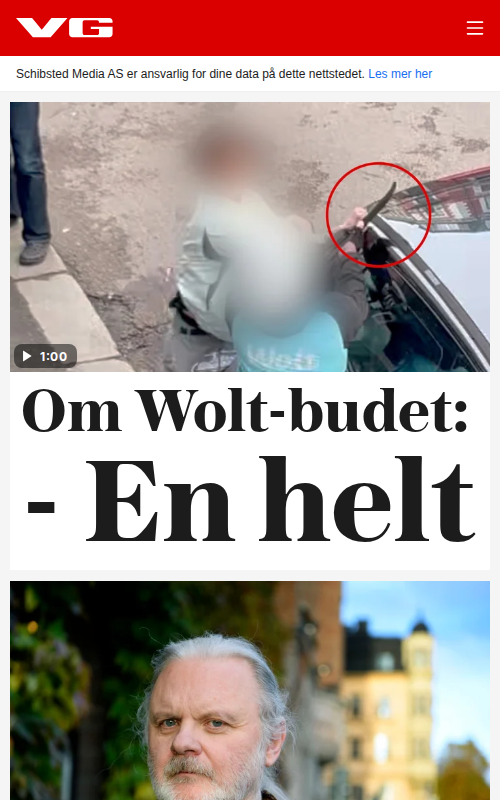 VG
Schibsted Media AS er ansvarlig for dine data på dette nettstedet. Les mer her
1:00
Om Wolt-budet:
- En helt